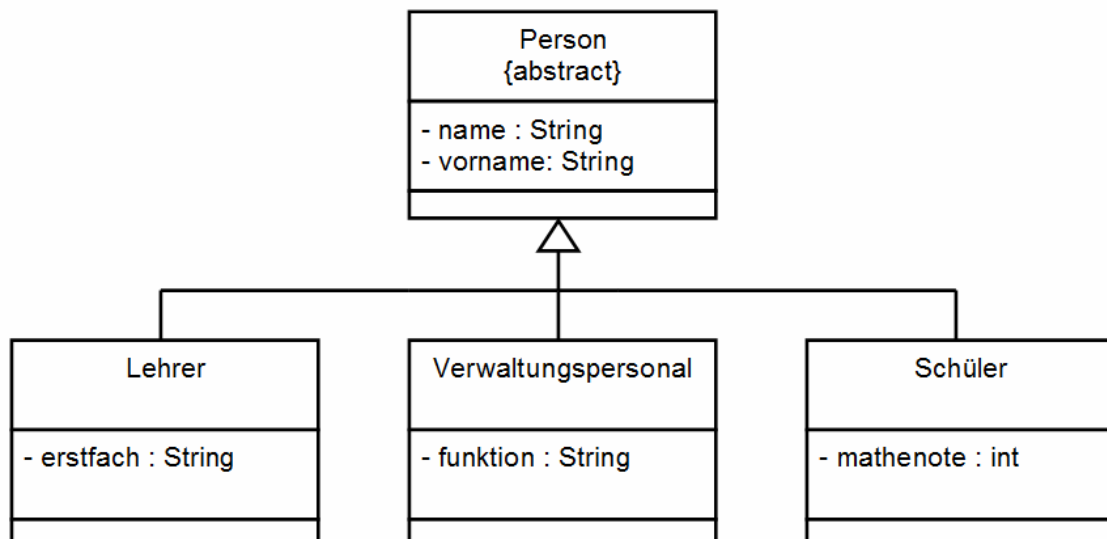 Person
{abstract}
- name : String
- vorname: String
Lehrer
- erstfach : String
Verwaltungspersonal
- funktion : String
Schüler
- mathenote : int